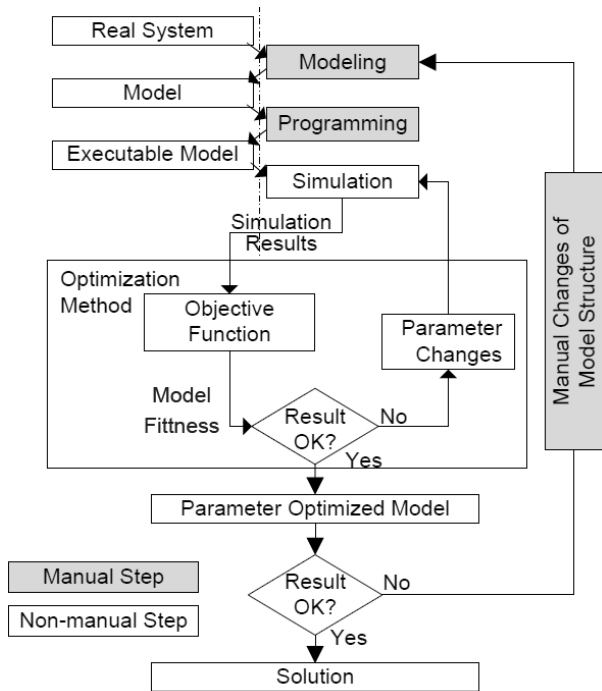 Real System
Modeling
Model
Programming
Executable Model
Simulation
Simulation
Results
Optimization
Method
Objective
Function
Parameter
Changes
Manual Changes of
Model Structure
Model
Fittness
Result
OK?
No
Yes
Parameter Optimized Model
Manual Step
Non-manual Step
Result
OK?
No
Yes
Solution